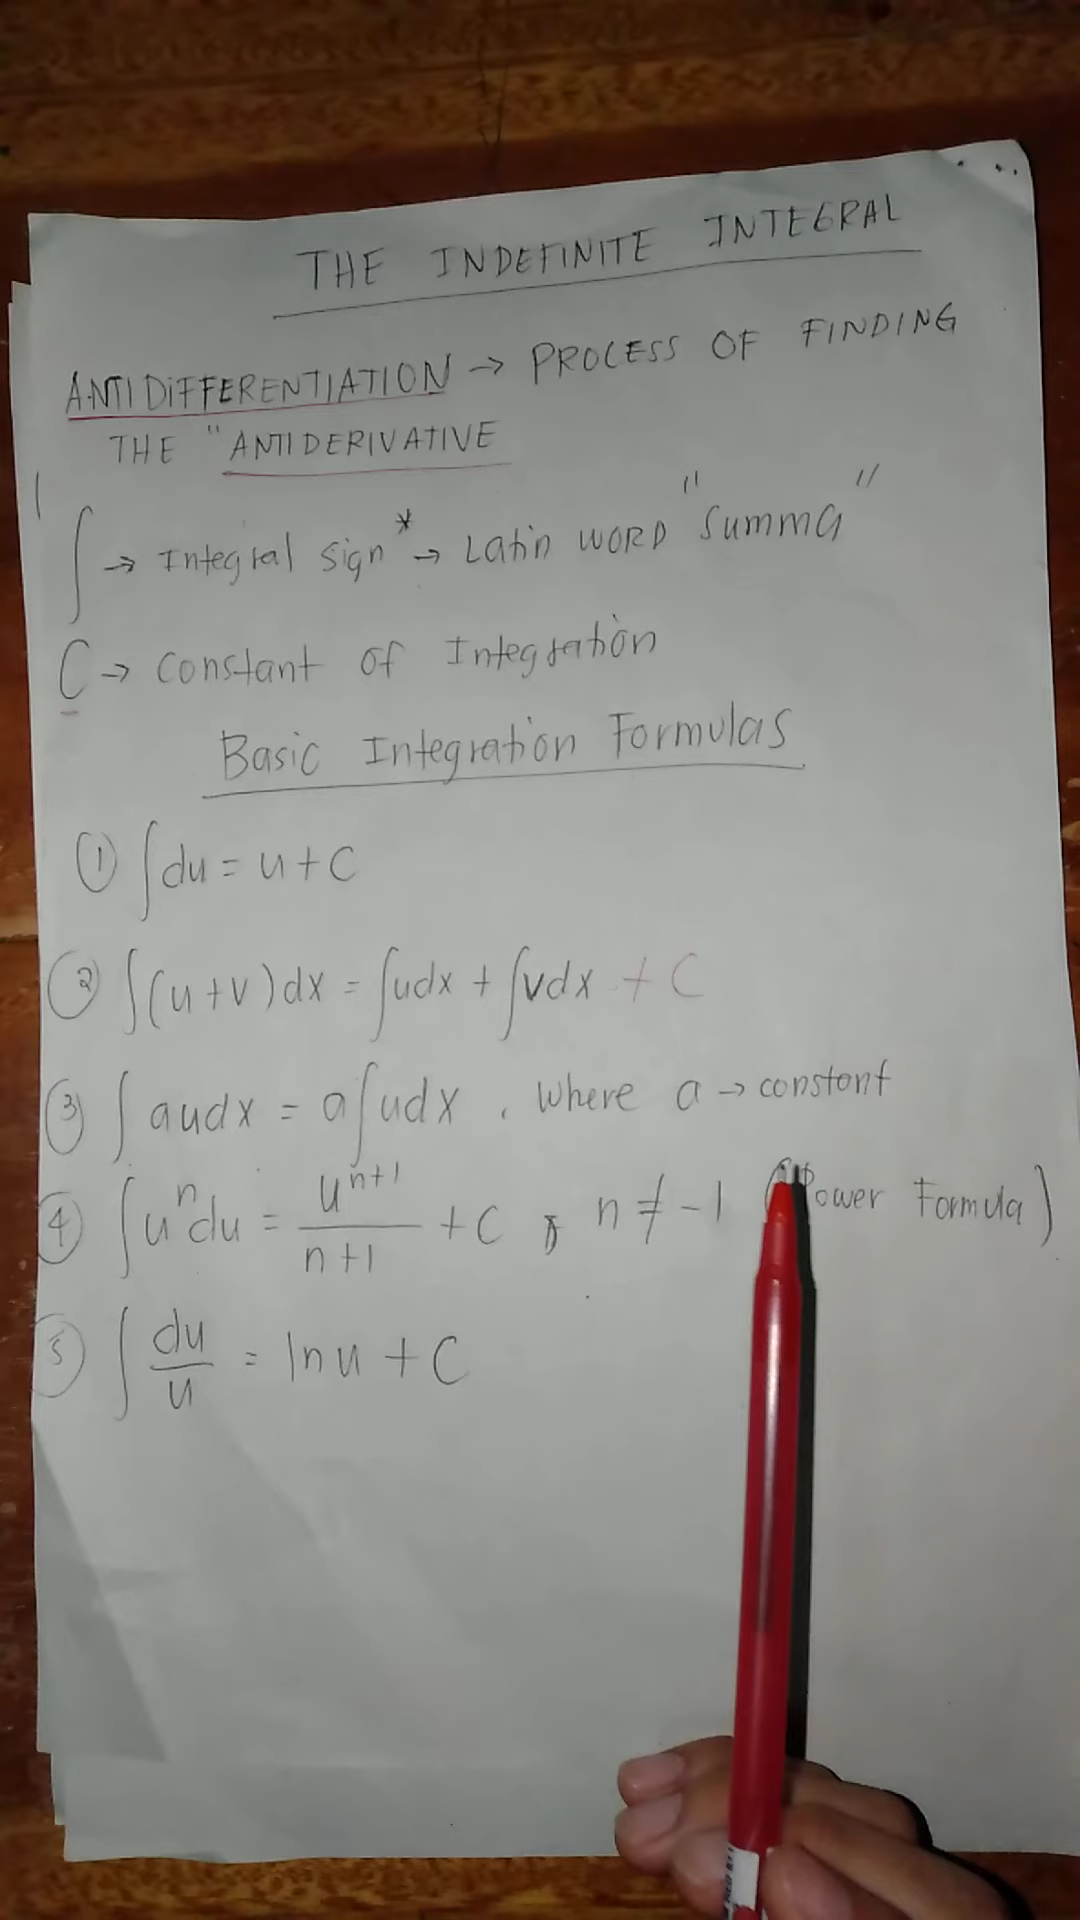 THE INDEFINITE INTEGRAL
ANTIDIFFERENTIATION → PROCESS OF FINDING
THE "ANTIDERIVATIVE
∫ → Integral sign* → Latin WORD "summa"
C → constant of Integration
Basic Integration Formulas
① ∫du = u + C
② ∫(u + v)dx = ∫udx + ∫vdx + C
③ ∫audx = a∫udx , where a → constant
④ ∫uⁿdu = uⁿ⁺¹/(n+1) + C , n ≠ -1 (Power Formula)
⑤ ∫du/u = ln u + C